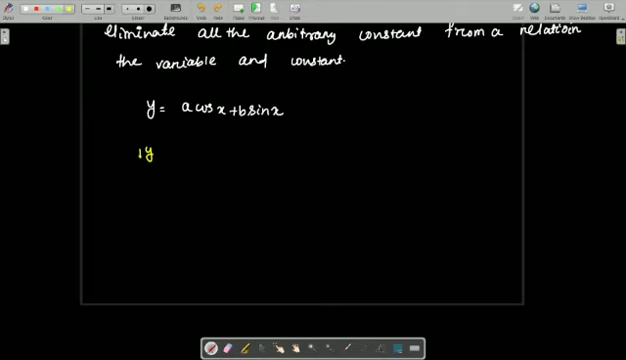 eliminate all the arbitrary constant from a relation
the variable and constant.
y = a cos x + b sin x
y